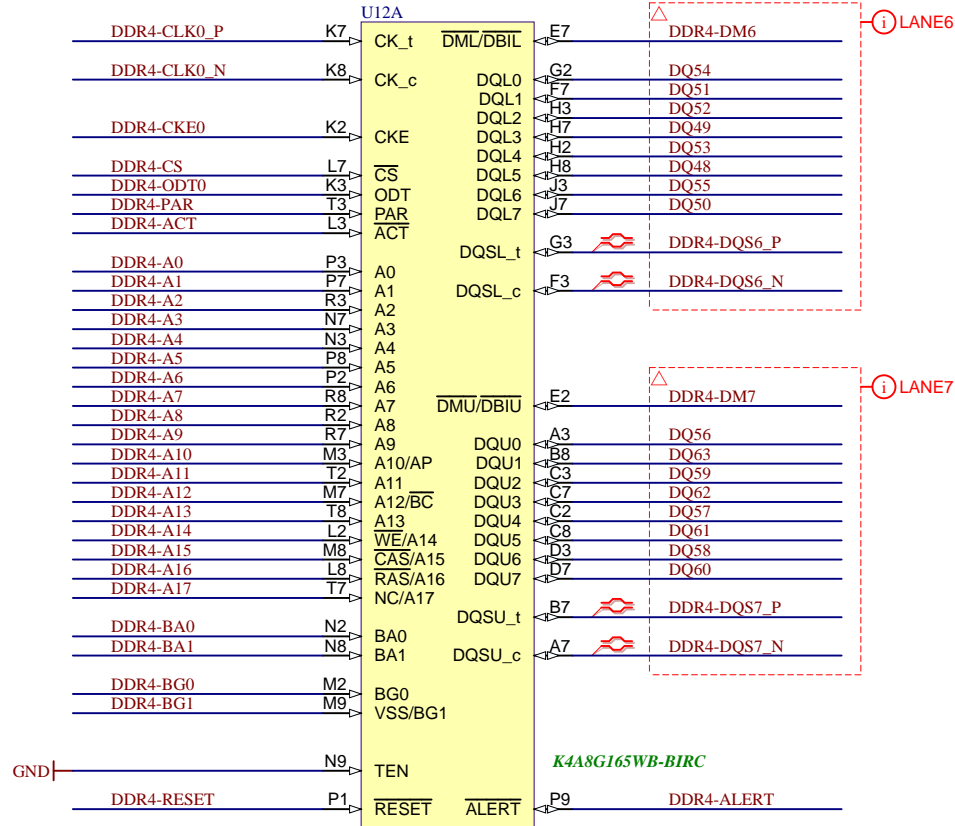 U12A
DDR4-CLK0_P K7 CK_t DML/DBIL E7 DDR4-DM6 i LANE6
DDR4-CLK0_N K8 CK_c DQL0 G2 DQ54
DQL1 F7 DQ51
DQL2 H3 DQ52
DDR4-CKE0 K2 CKE DQL3 H7 DQ49
DQL4 H2 DQ53
DDR4-CS L7 CS DQL5 H8 DQ48
DDR4-ODT0 K3 ODT DQL6 J3 DQ55
DDR4-PAR T3 PAR DQL7 J7 DQ50
DDR4-ACT L3 ACT
DQSL_t G3 DDR4-DQS6_P
DDR4-A0 P3 A0
DDR4-A1 P7 A1 DQSL_c F3 DDR4-DQS6_N
DDR4-A2 R3 A2
DDR4-A3 N7 A3
DDR4-A4 N3 A4
DDR4-A5 P8 A5
DDR4-A6 P2 A6 i LANE7
DDR4-A7 R8 A7 DMU/DBIU E2 DDR4-DM7
DDR4-A8 R2 A8
DDR4-A9 R7 A9 DQU0 A3 DQ56
DDR4-A10 M3 A10/AP DQU1 B8 DQ63
DDR4-A11 T2 A11 DQU2 C3 DQ59
DDR4-A12 M7 A12/BC DQU3 C7 DQ62
DDR4-A13 T8 A13 DQU4 C2 DQ57
DDR4-A14 L2 WE/A14 DQU5 C8 DQ61
DDR4-A15 M8 CAS/A15 DQU6 D3 DQ58
DDR4-A16 L8 RAS/A16 DQU7 D7 DQ60
DDR4-A17 T7 NC/A17
DQSU_t B7 DDR4-DQS7_P
DDR4-BA0 N2 BA0
DDR4-BA1 N8 BA1 DQSU_c A7 DDR4-DQS7_N
DDR4-BG0 M2 BG0
DDR4-BG1 M9 VSS/BG1
GND N9 TEN K4A8G165WB-BIRC
DDR4-RESET P1 RESET ALERT P9 DDR4-ALERT